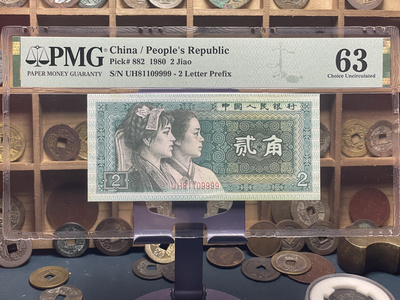 PMG
PAPER MONEY GUARANTY
China / People's Republic
Pick# 882 1980 2 Jiao
S/N UH81109999 - 2 Letter Prefix
63
Choice Uncirculated
中国人民银行
贰角
2
UH81109999
2